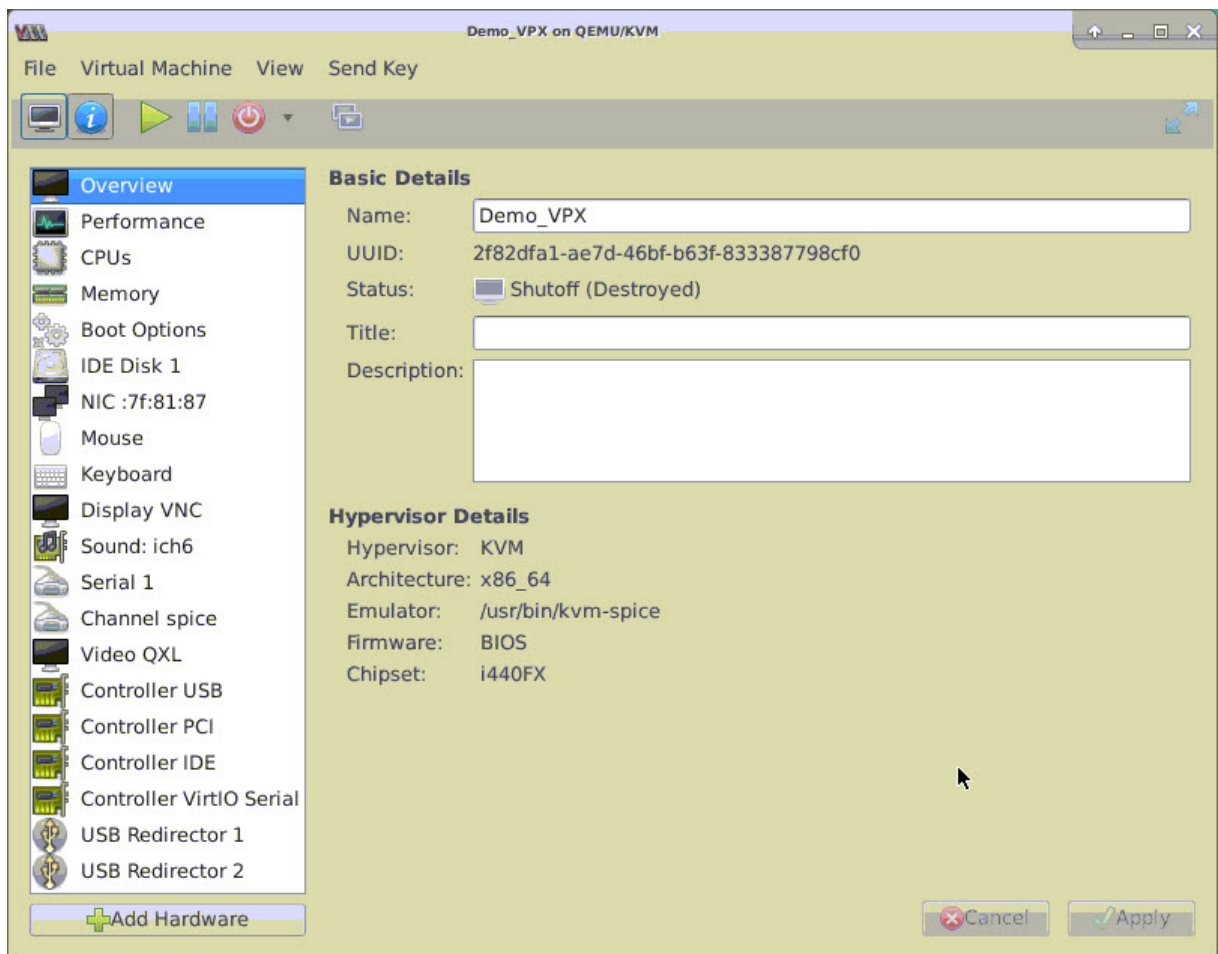 Demo_VPX on QEMU/KVM
File Virtual Machine View Send Key
Overview
Performance
CPUs
Memory
Boot Options
IDE Disk 1
NIC :7f:81:87
Mouse
Keyboard
Display VNC
Sound: ich6
Serial 1
Channel spice
Video QXL
Controller USB
Controller PCI
Controller IDE
Controller VirtIO Serial
USB Redirector 1
USB Redirector 2
Add Hardware
Basic Details
Name: Demo_VPX
UUID: 2f82dfa1-ae7d-46bf-b63f-833387798cf0
Status: Shutoff (Destroyed)
Title:
Description:
Hypervisor Details
Hypervisor: KVM
Architecture: x86_64
Emulator: /usr/bin/kvm-spice
Firmware: BIOS
Chipset: i440FX
Cancel Apply